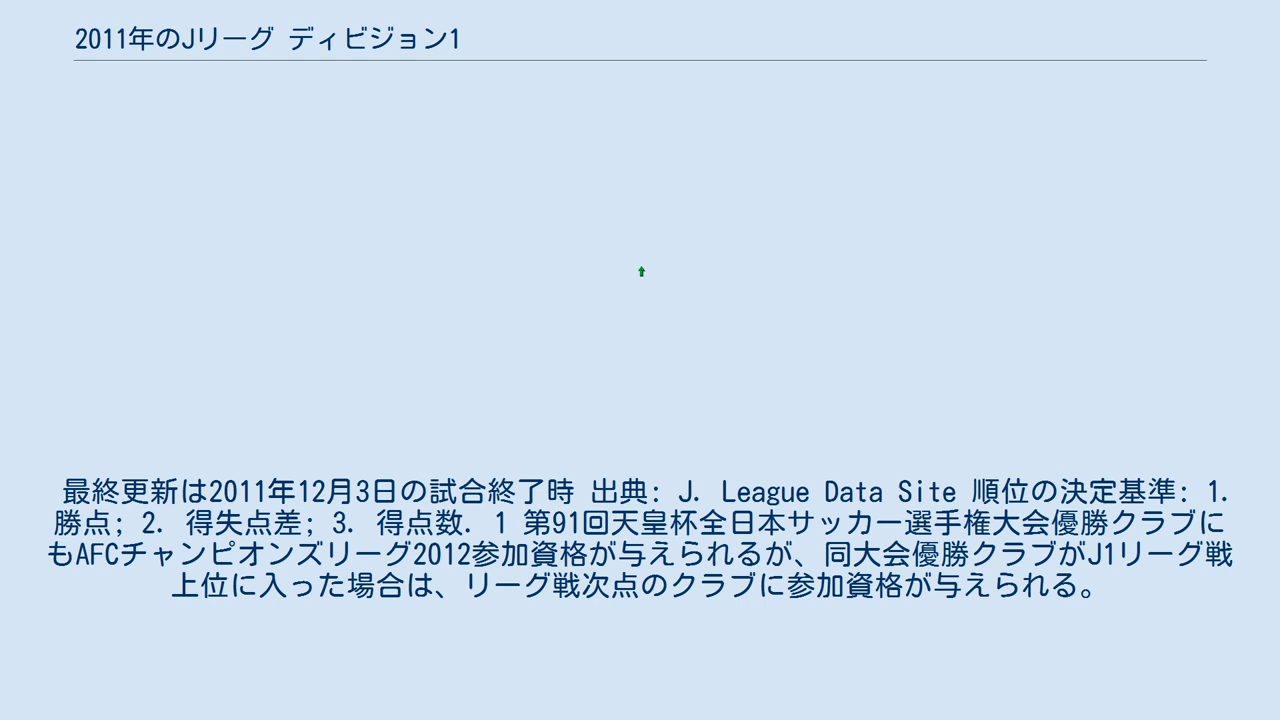 2011年のJリーグ ディビジョン1
最終更新は2011年12月3日の試合終了時 出典: J. League Data Site 順位の決定基準: 1.
勝点; 2. 得失点差; 3. 得点数. 1 第91回天皇杯全日本サッカー選手権大会優勝クラブに
もAFCチャンピオンズリーグ2012参加資格が与えられるが、同大会優勝クラブがJ1リーグ戦
上位に入った場合は、リーグ戦次点のクラブに参加資格が与えられる。